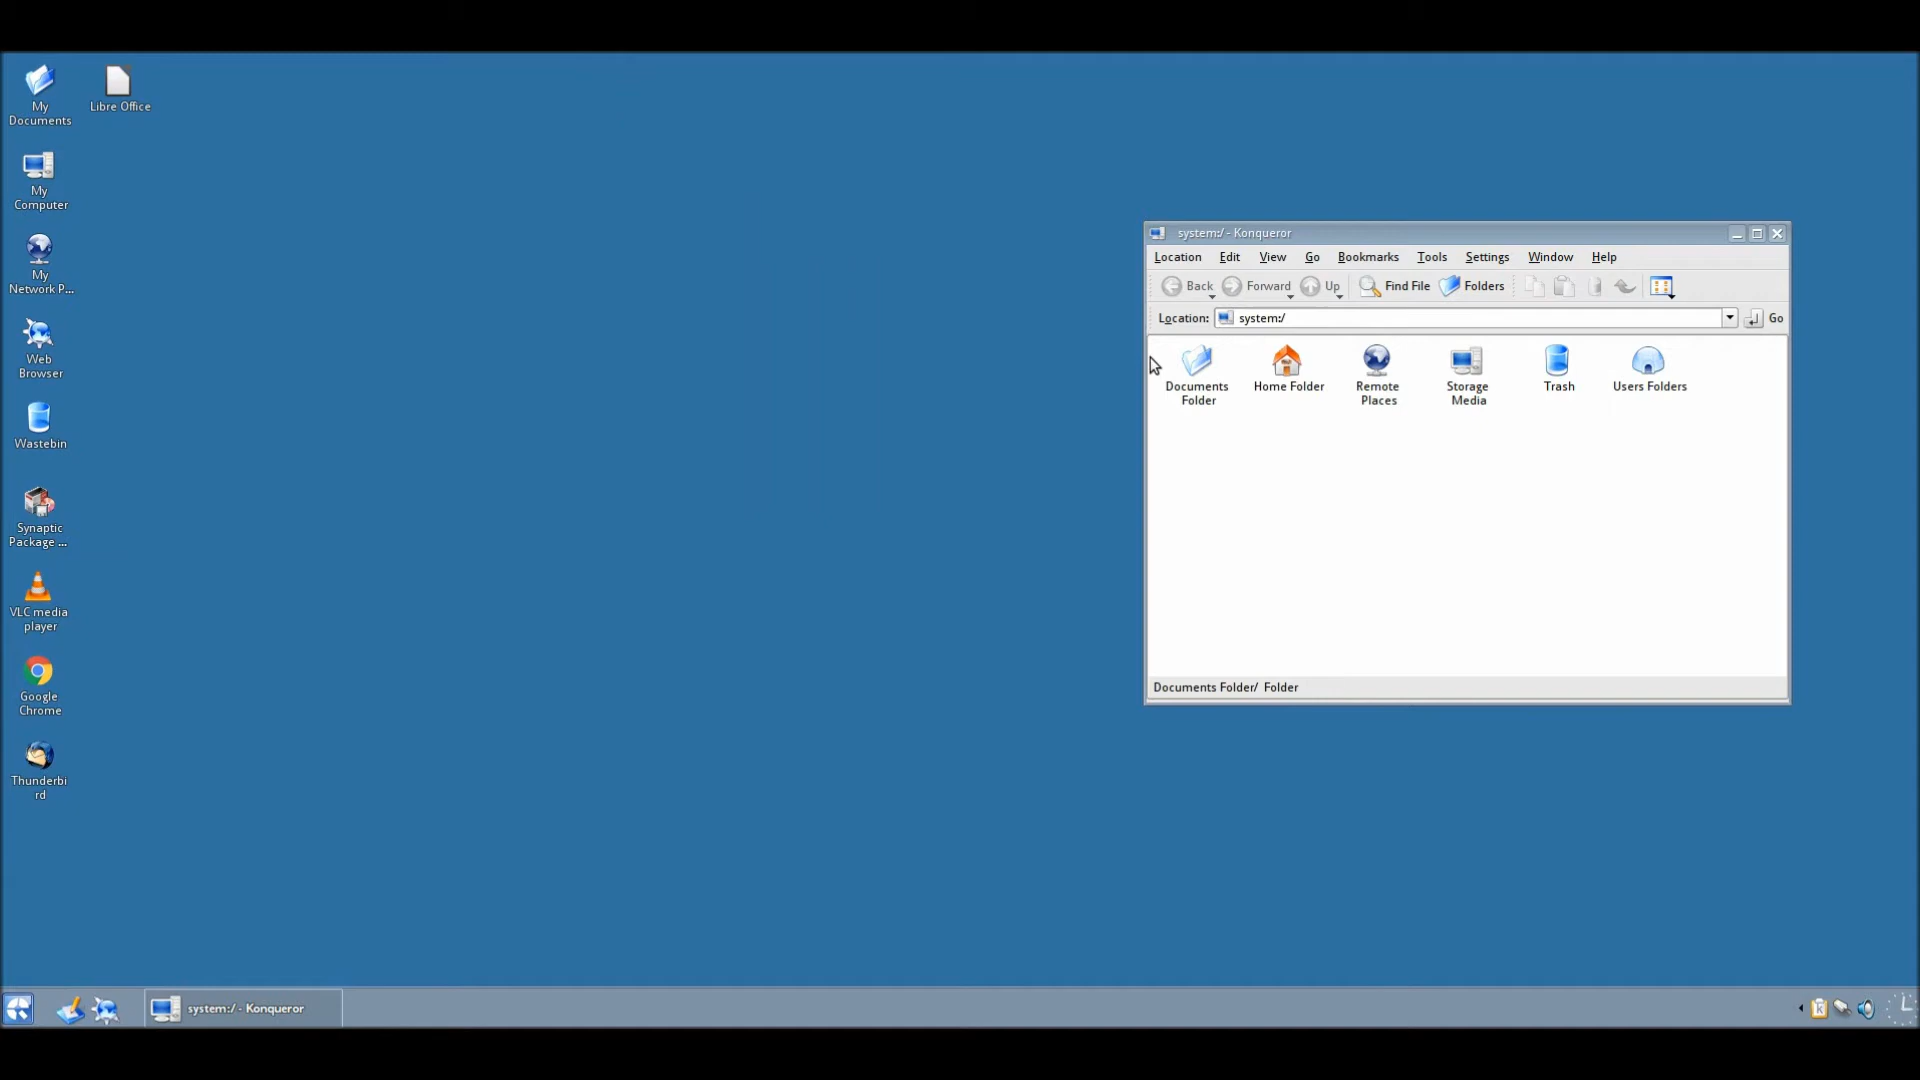 My
Documents
Libre Office
My
Computer
My
Network P...
Web
Browser
Wastebin
Synaptic
Package ...
VLC media
player
Google
Chrome
Thunderbi
rd
system:/ - Konqueror
Location Edit View Go Bookmarks Tools Settings Window Help
Back Forward Up Find File Folders
Location: system:/ Go
Documents
Folder
Home Folder
Remote
Places
Storage
Media
Trash
Users Folders
Documents Folder/ Folder
system:/ - Konqueror